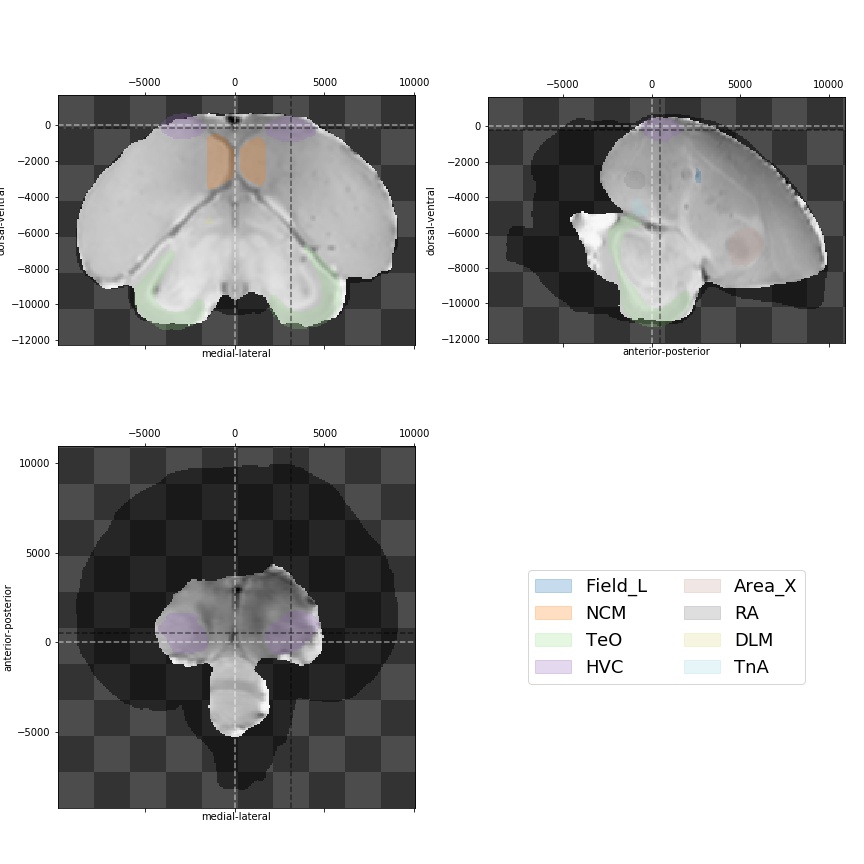 −5000 0 5000 10000
0
−2000
−4000
−6000
−8000
−10000
−12000
dorsal-ventral
medial-lateral
−5000 0 5000 10000
0
−2000
−4000
−6000
−8000
−10000
−12000
dorsal-ventral
anterior-posterior
−5000 0 5000 10000
10000
5000
0
−5000
anterior-posterior
medial-lateral
Field_L Area_X
NCM RA
TeO DLM
HVC TnA